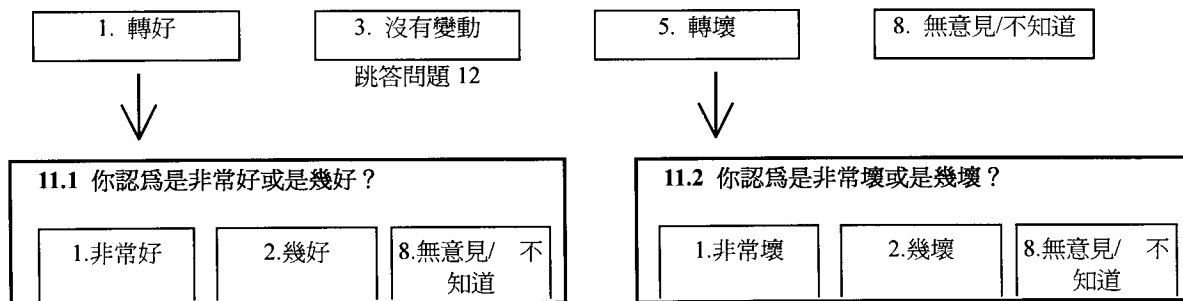 1. 轉好
3. 沒有變動
5. 轉壞
8. 無意見/不知道
跳答問題 12
11.1 你認爲是非常好或是幾好？
1.非常好
2.幾好
8.無意見/ 不
知道
11.2 你認爲是非常壞或是幾壞？
1.非常壞
2.幾壞
8.無意見/ 不
知道